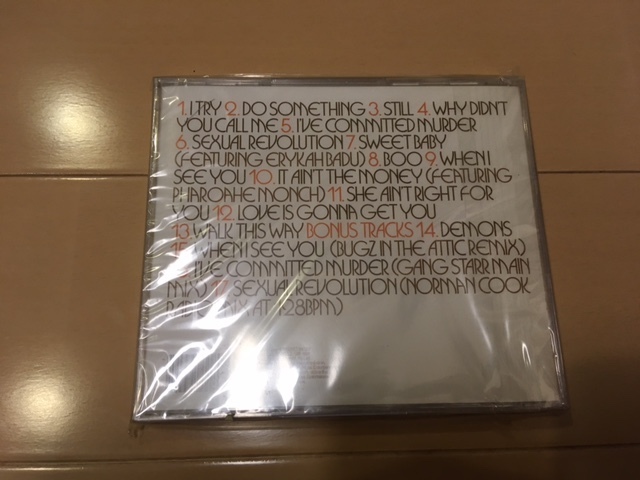 1. I TRY 2. DO SOMETHING 3. STILL 4. WHY DIDN'T
YOU CALL ME 5. I'VE COMMITTED MURDER
6. SEXUAL REVOLUTION 7. SWEET BABY
(FEATURING ERYKAH BADU) 8. BOO 9. WHEN I
SEE YOU 10. IT AIN'T THE MONEY (FEATURING
PHAROAHE MONCH) 11. SHE AIN'T RIGHT FOR
YOU 12. LOVE IS GONNA GET YOU
13. WALK THIS WAY BONUS TRACKS 14. DEMONS
15. WHEN I SEE YOU (BUGZ IN THE ATTIC REMIX)
I'VE COMMITTED MURDER (GANG STARR MAIN
MIX) 17. SEXUAL REVOLUTION (NORMAN COOK
MIX AT 128BPM)